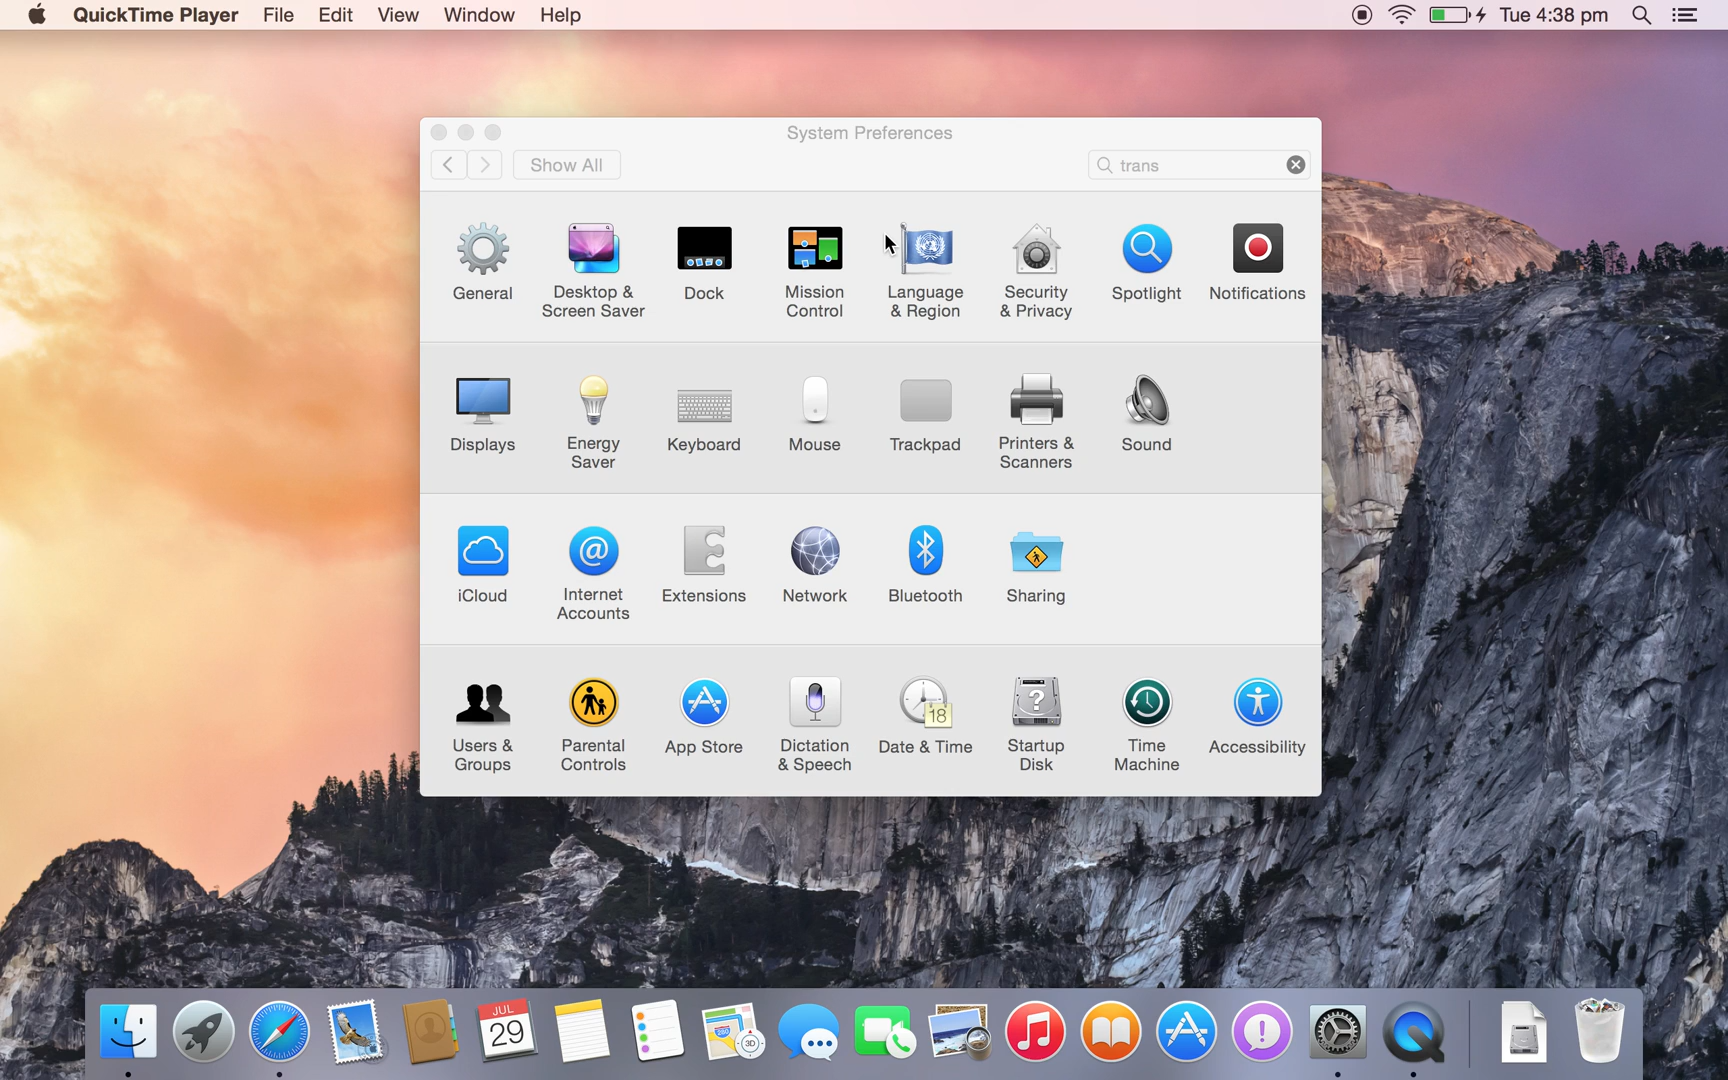 QuickTime Player File Edit View Window Help Tue 4:38 pm
System Preferences
Show All trans
General Desktop & Screen Saver Dock Mission Control Language & Region Security & Privacy Spotlight Notifications
Displays Energy Saver Keyboard Mouse Trackpad Printers & Scanners Sound
iCloud Internet Accounts Extensions Network Bluetooth Sharing
Users & Groups Parental Controls App Store Dictation & Speech Date & Time Startup Disk Time Machine Accessibility
18
JUL
29
3D